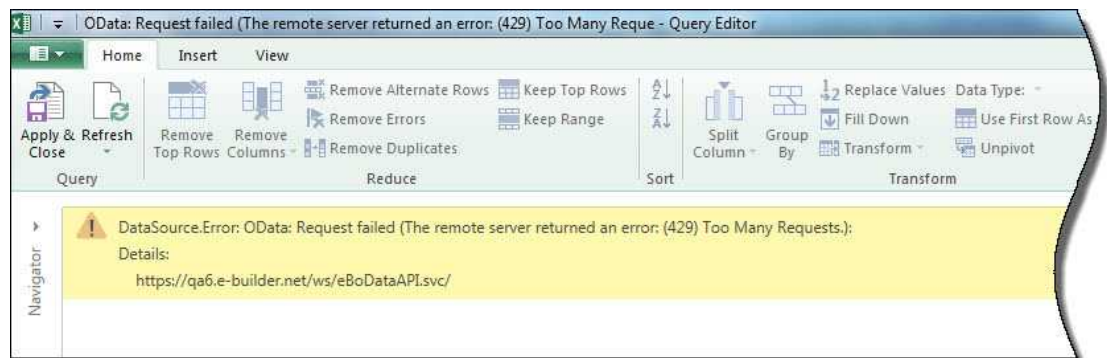 OData: Request failed (The remote server returned an error: (429) Too Many Reque - Query Editor
Home Insert View
Apply & Close
Refresh
Remove Top Rows
Remove Columns
Remove Alternate Rows
Remove Errors
Remove Duplicates
Keep Top Rows
Keep Range
Split Column
Group By
Replace Values
Fill Down
Transform
Data Type:
Use First Row As
Unpivot
Query
Reduce
Sort
Transform
Navigator
DataSource.Error: OData: Request failed (The remote server returned an error: (429) Too Many Requests.):
Details:
https://qa6.e-builder.net/ws/eBoDataAPI.svc/